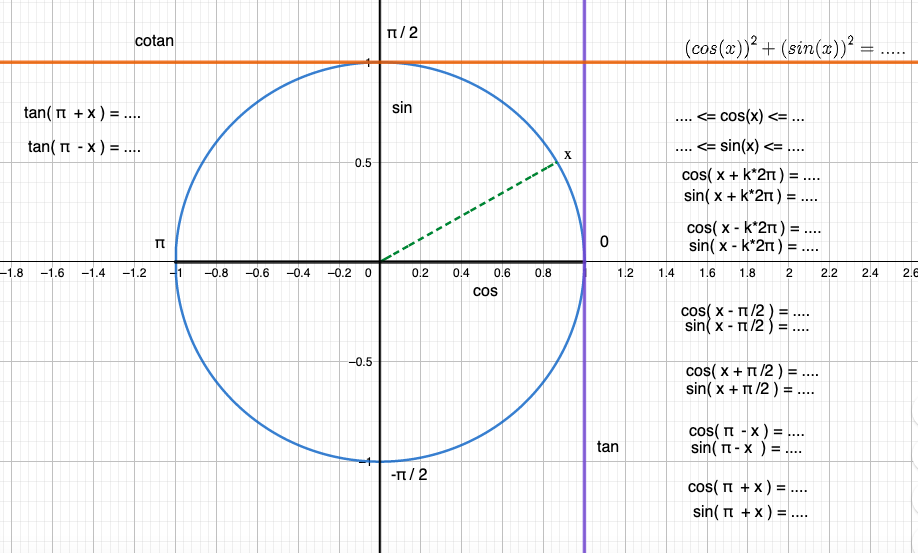 π / 2
cotan
(cos(x))² + (sin(x))² = .....
1
tan( π + x ) = ....
sin
.... <= cos(x) <= ...
tan( π - x ) = ....
.... <= sin(x) <= ....
x
0.5
cos( x + k*2π ) = ....
sin( x + k*2π ) = ....
cos( x - k*2π ) = ....
π
0
sin( x - k*2π ) = ....
−1.8 −1.6 −1.4 −1.2 −1 −0.8 −0.6 −0.4 −0.2 0 0.2 0.4 0.6 0.8 1 1.2 1.4 1.6 1.8 2 2.2 2.4 2.6
cos
cos( x - π /2 ) = ....
sin( x - π /2 ) = ....
−0.5
cos( x + π /2 ) = ....
sin( x + π /2 ) = ....
cos( π - x ) = ....
tan
sin( π - x ) = ....
−1
-π / 2
cos( π + x ) = ....
sin( π + x ) = ....